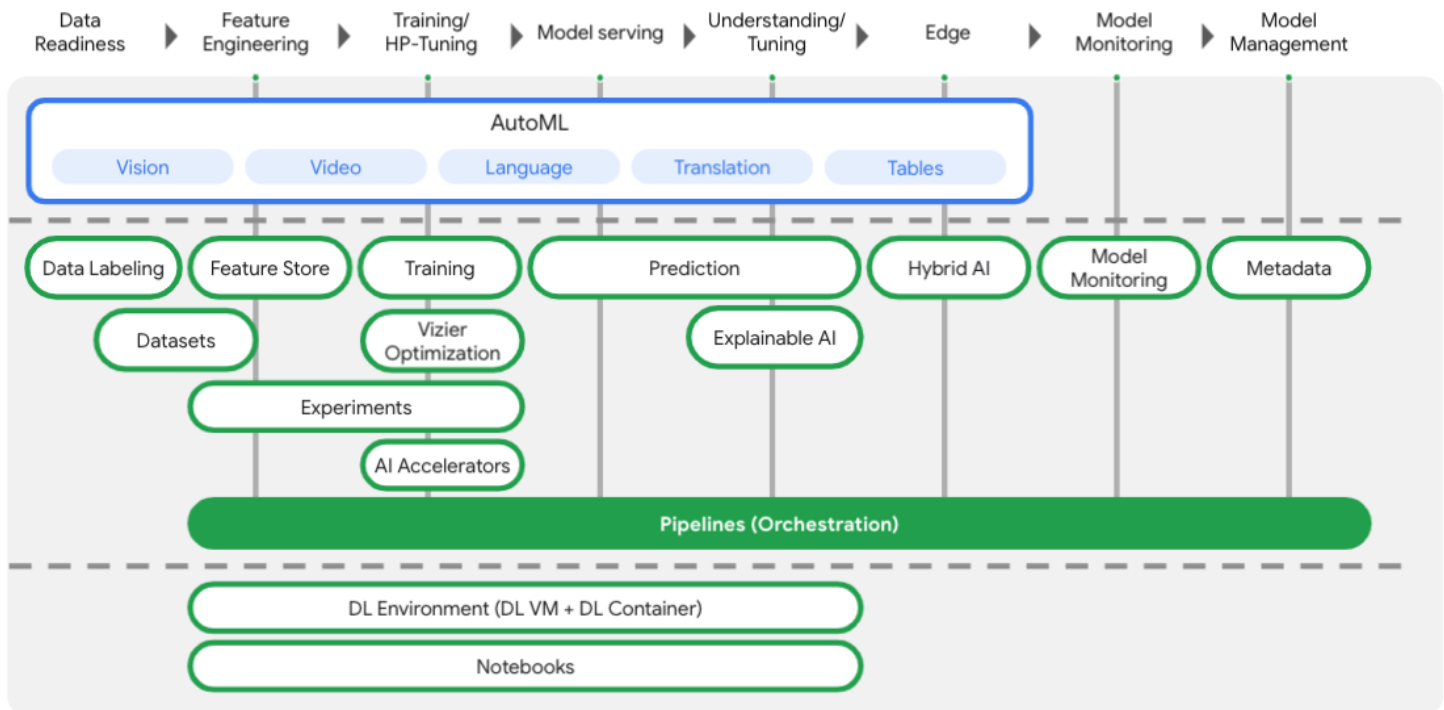 Data
Readiness
Feature
Engineering
Training/
HP-Tuning
Model serving
Understanding/
Tuning
Edge
Model
Monitoring
Model
Management
AutoML
Vision
Video
Language
Translation
Tables
Data Labeling
Feature Store
Training
Prediction
Hybrid AI
Model
Monitoring
Metadata
Datasets
Vizier
Optimization
Explainable AI
Experiments
AI Accelerators
Pipelines (Orchestration)
DL Environment (DL VM + DL Container)
Notebooks